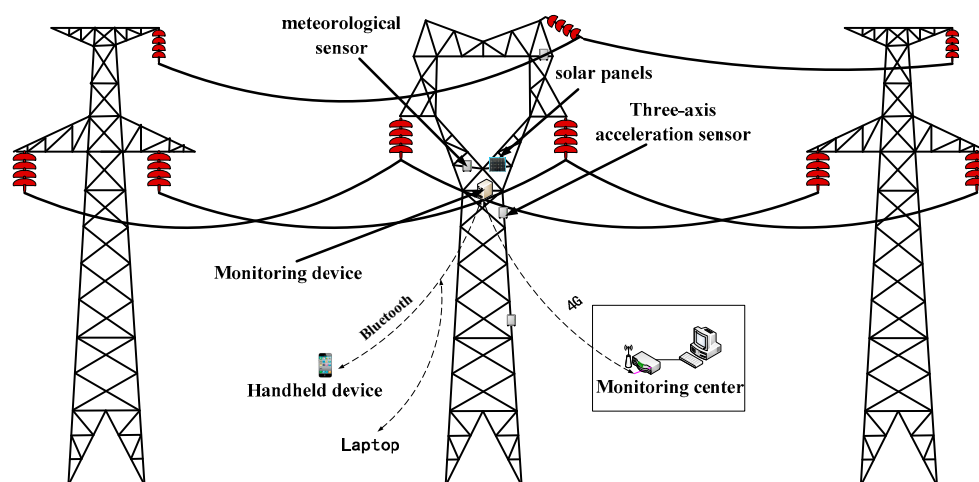 meteorological
sensor
solar panels
Three-axis
acceleration sensor
Monitoring device
Bluetooth
4G
Handheld device
Monitoring center
Laptop